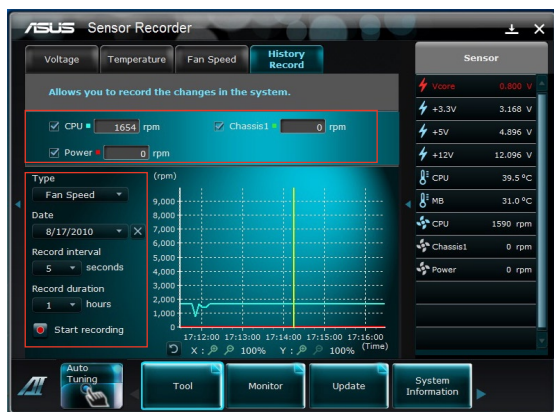 ASUS Sensor Recorder
Voltage
Temperature
Fan Speed
History Record
Allows you to record the changes in the system.
CPU 1654 rpm
Chassis1 0 rpm
Power 0 rpm
Type
Fan Speed
Date
8/17/2010
Record interval
5 seconds
Record duration
1 hours
Start recording
(rpm)
9,000
8,000
7,000
6,000
5,000
4,000
3,000
2,000
1,000
0
17:12:00 17:13:00 17:14:00 17:15:00 17:16:00
(Time)
X : 100% Y : 100%
Sensor
Vcore 0.800 V
+3.3V 3.168 V
+5V 4.896 V
+12V 12.096 V
CPU 39.5 ºC
MB 31.0 ºC
CPU 1590 rpm
Chassis1 0 rpm
Power 0 rpm
Auto
Tuning
Tool
Monitor
Update
System
Information